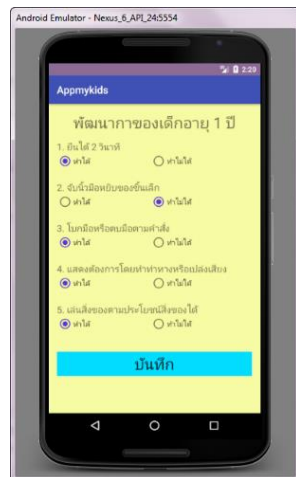 Android Emulator - Nexus_6_API_24:5554
2:29
Appmykids
พัฒนากาของเด็กอายุ 1 ปี
1. ยืนได้ 2 วินาที
ทำได้ ทำไม่ได้
2. จับนิ้วมือหยิบของชิ้นเล็ก
ทำได้ ทำไม่ได้
3. โบกมือหรือตบมือตามคำสั่ง
ทำได้ ทำไม่ได้
4. แสดงต้องการโดยทำท่าทางหรือเปล่งเสียง
ทำได้ ทำไม่ได้
5. เล่นสิ่งของตามประโยชน์สิ่งของได้
ทำได้ ทำไม่ได้
บันทึก